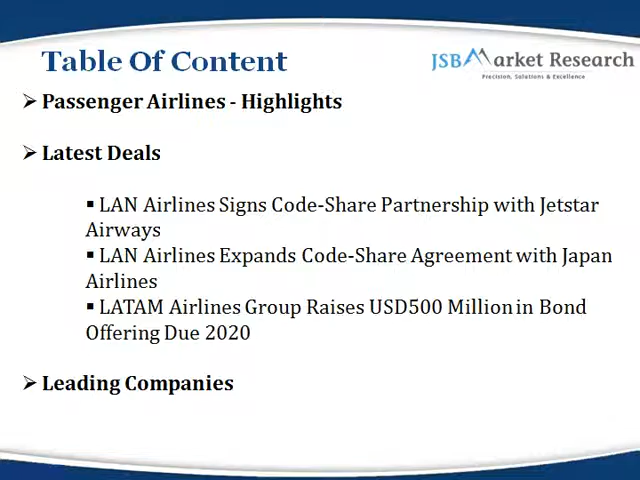 Table Of Content
JSB Market Research
Precision, Solutions & Excellence
➢ Passenger Airlines - Highlights
➢ Latest Deals
▪ LAN Airlines Signs Code-Share Partnership with Jetstar
Airways
▪ LAN Airlines Expands Code-Share Agreement with Japan
Airlines
▪ LATAM Airlines Group Raises USD500 Million in Bond
Offering Due 2020
➢ Leading Companies